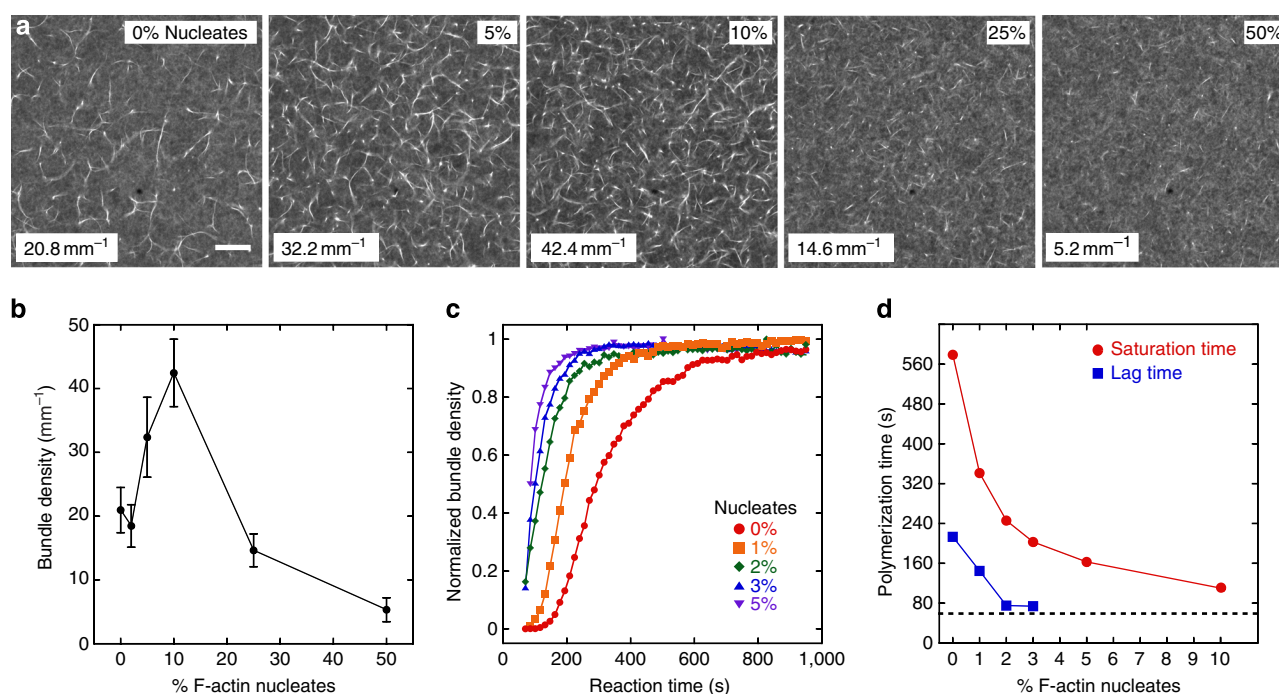 a
0% Nucleates
5%
10%
25%
50%
20.8 mm⁻¹
32.2 mm⁻¹
42.4 mm⁻¹
14.6 mm⁻¹
5.2 mm⁻¹
b
Bundle density (mm⁻¹)
50
40
30
20
10
0
0 10 20 30 40 50
% F-actin nucleates
c
Normalized bundle density
1
0.8
0.6
0.4
0.2
0
Nucleates
0%
1%
2%
3%
5%
0 200 400 600 800 1,000
Reaction time (s)
d
Polymerization time (s)
560
480
400
320
240
160
80
0
Saturation time
Lag time
0 1 2 3 4 5 6 7 8 9 10
% F-actin nucleates